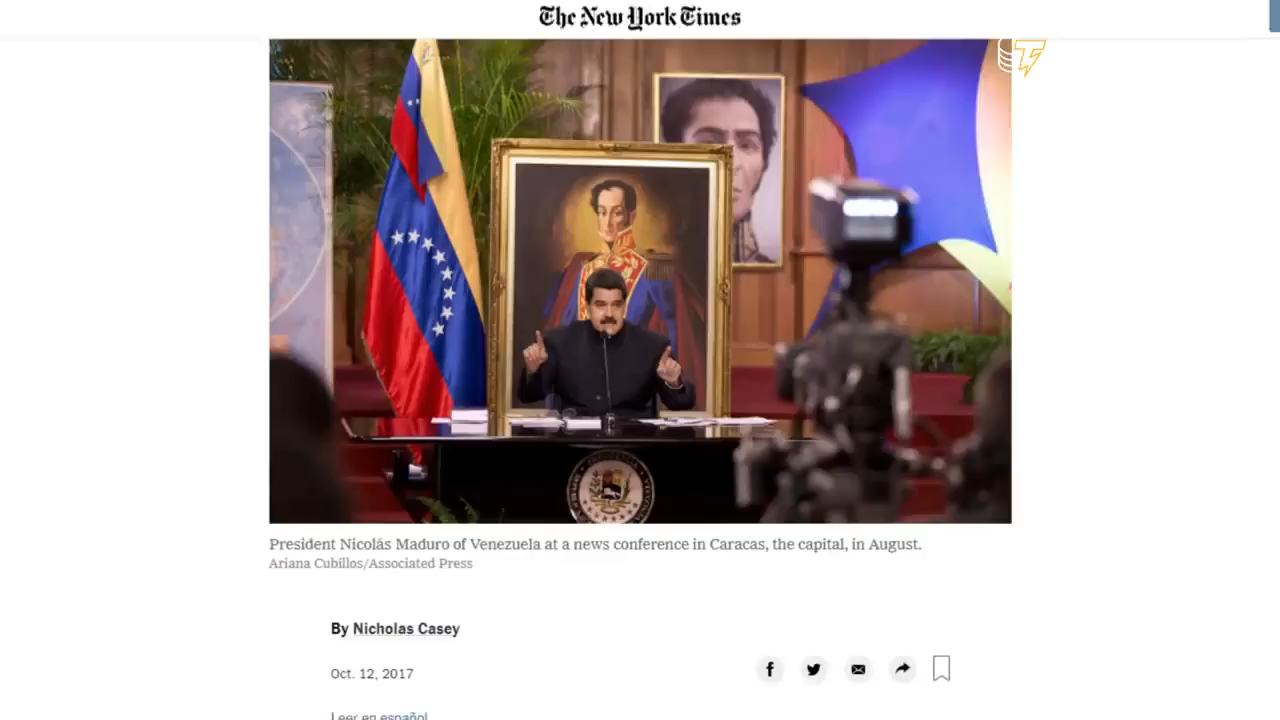 The New York Times
President Nicolás Maduro of Venezuela at a news conference in Caracas, the capital, in August.
Ariana Cubillos/Associated Press
By Nicholas Casey
Oct. 12, 2017
Leer en español